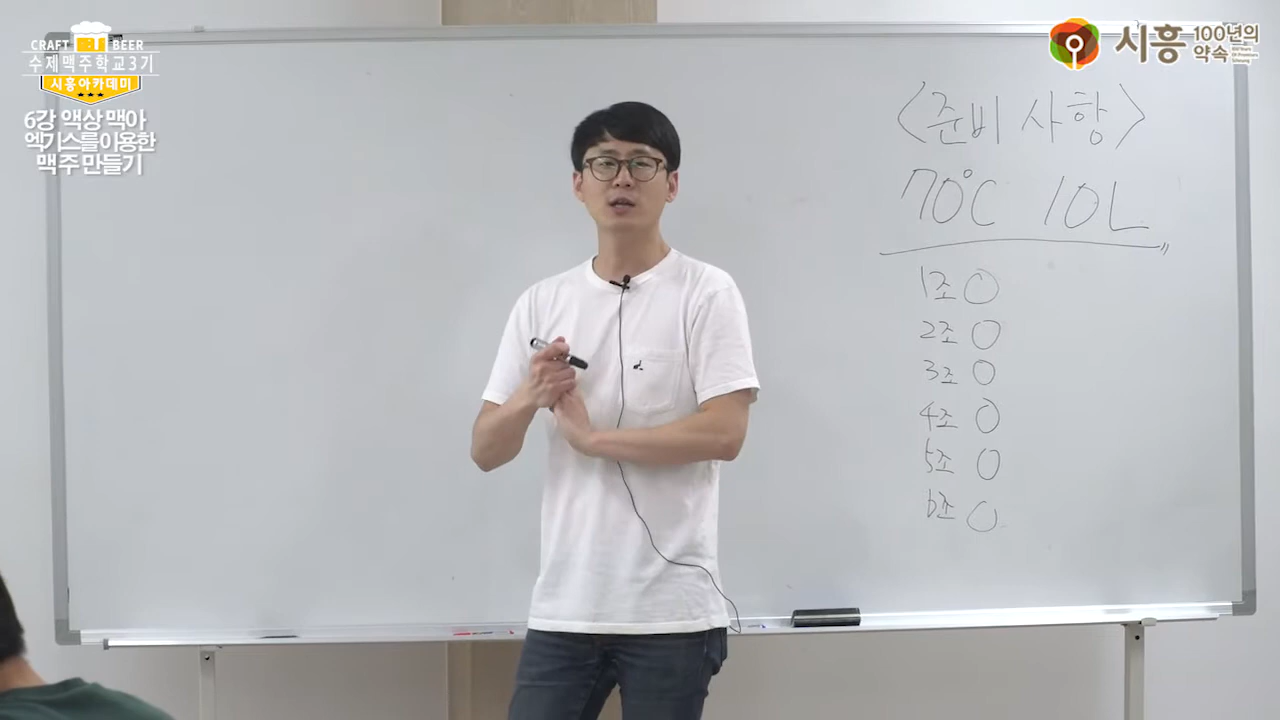 CRAFT BEER
수제맥주학교3기
시흥아카데미
6강 액상 맥아
엑기스를이용한
맥주 만들기
시흥 100년의
약속
<준비 사항>
70℃ 10L
1조 O
2조 O
3조 O
4조 O
5조 O
6조 O